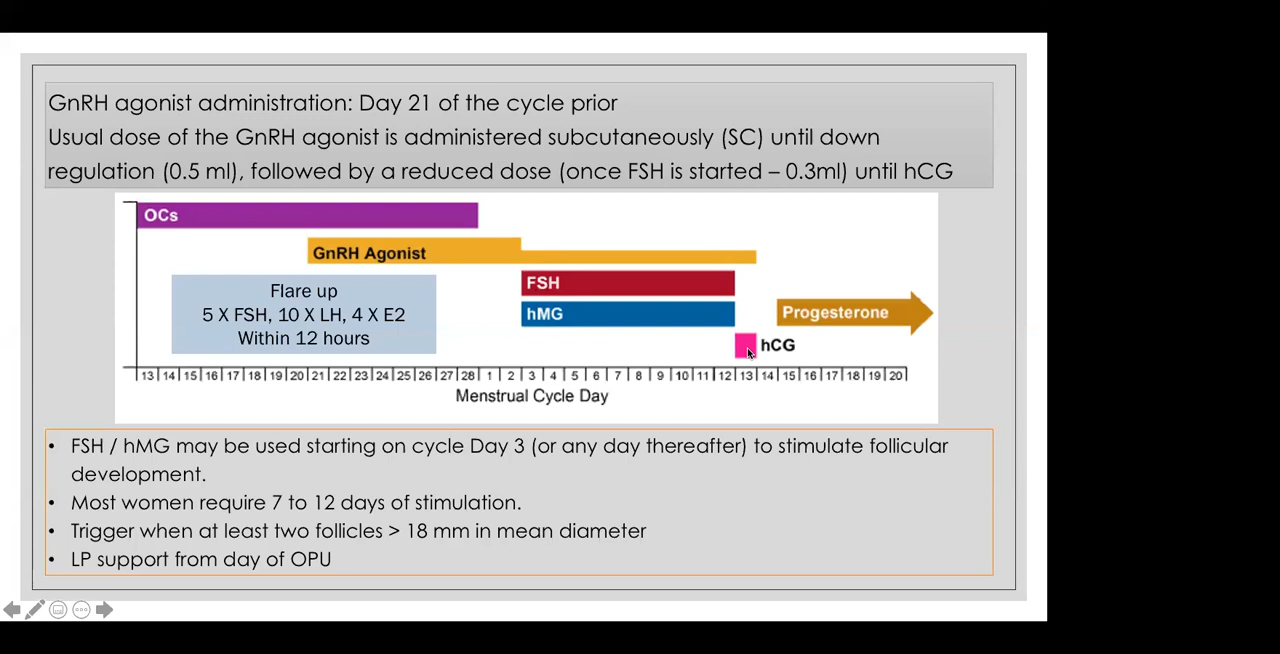 GnRH agonist administration: Day 21 of the cycle prior
Usual dose of the GnRH agonist is administered subcutaneously (SC) until down
regulation (0.5 ml), followed by a reduced dose (once FSH is started – 0.3ml) until hCG
OCs
GnRH Agonist
Flare up
5 X FSH, 10 X LH, 4 X E2
Within 12 hours
FSH
hMG
Progesterone
hCG
13 14 15 16 17 18 19 20 21 22 23 24 25 26 27 28 1 2 3 4 5 6 7 8 9 10 11 12 13 14 15 16 17 18 19 20
Menstrual Cycle Day
• FSH / hMG may be used starting on cycle Day 3 (or any day thereafter) to stimulate follicular
development.
• Most women require 7 to 12 days of stimulation.
• Trigger when at least two follicles > 18 mm in mean diameter
• LP support from day of OPU